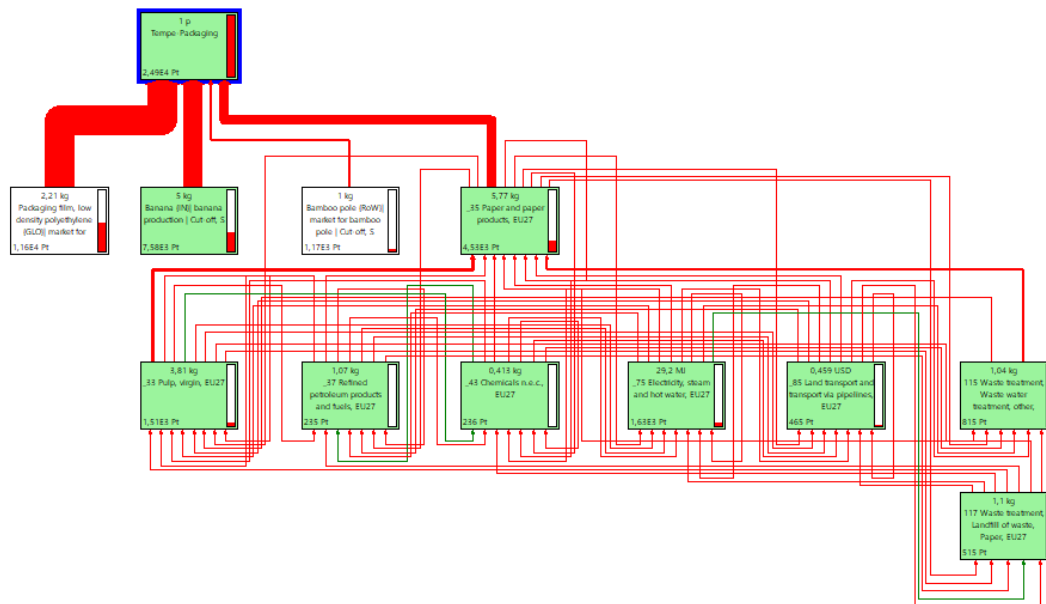 1 p
Tempe Packaging
2,49E4 Pt
2,21 kg
Packaging film, low
density polyethylene
(GLO)| market for
1,16E4 Pt
5 kg
Banana {IN}| banana
production | Cut-off, S
7,58E3 Pt
1 kg
Bamboo pole (RoW)|
market for bamboo
pole | Cut-off, S
1,17E3 Pt
5,77 kg
_35 Paper and paper
products, EU27
4,53E3 Pt
3,81 kg
_33 Pulp, virgin, EU27
1,51E3 Pt
1,07 kg
_37 Refined
petroleum products
and fuels, EU27
235 Pt
0,413 kg
_43 Chemicals n.e.c.,
EU27
236 Pt
29,2 MJ
_75 Electricity, steam
and hot water, EU27
1,63E3 Pt
0,459 USD
_85 Land transport and
transport via pipelines,
EU27
465 Pt
1,04 kg
115 Waste treatment,
Waste water
treatment, other,
815 Pt
1,1 kg
117 Waste treatment,
Landfill of waste,
Paper, EU27
515 Pt